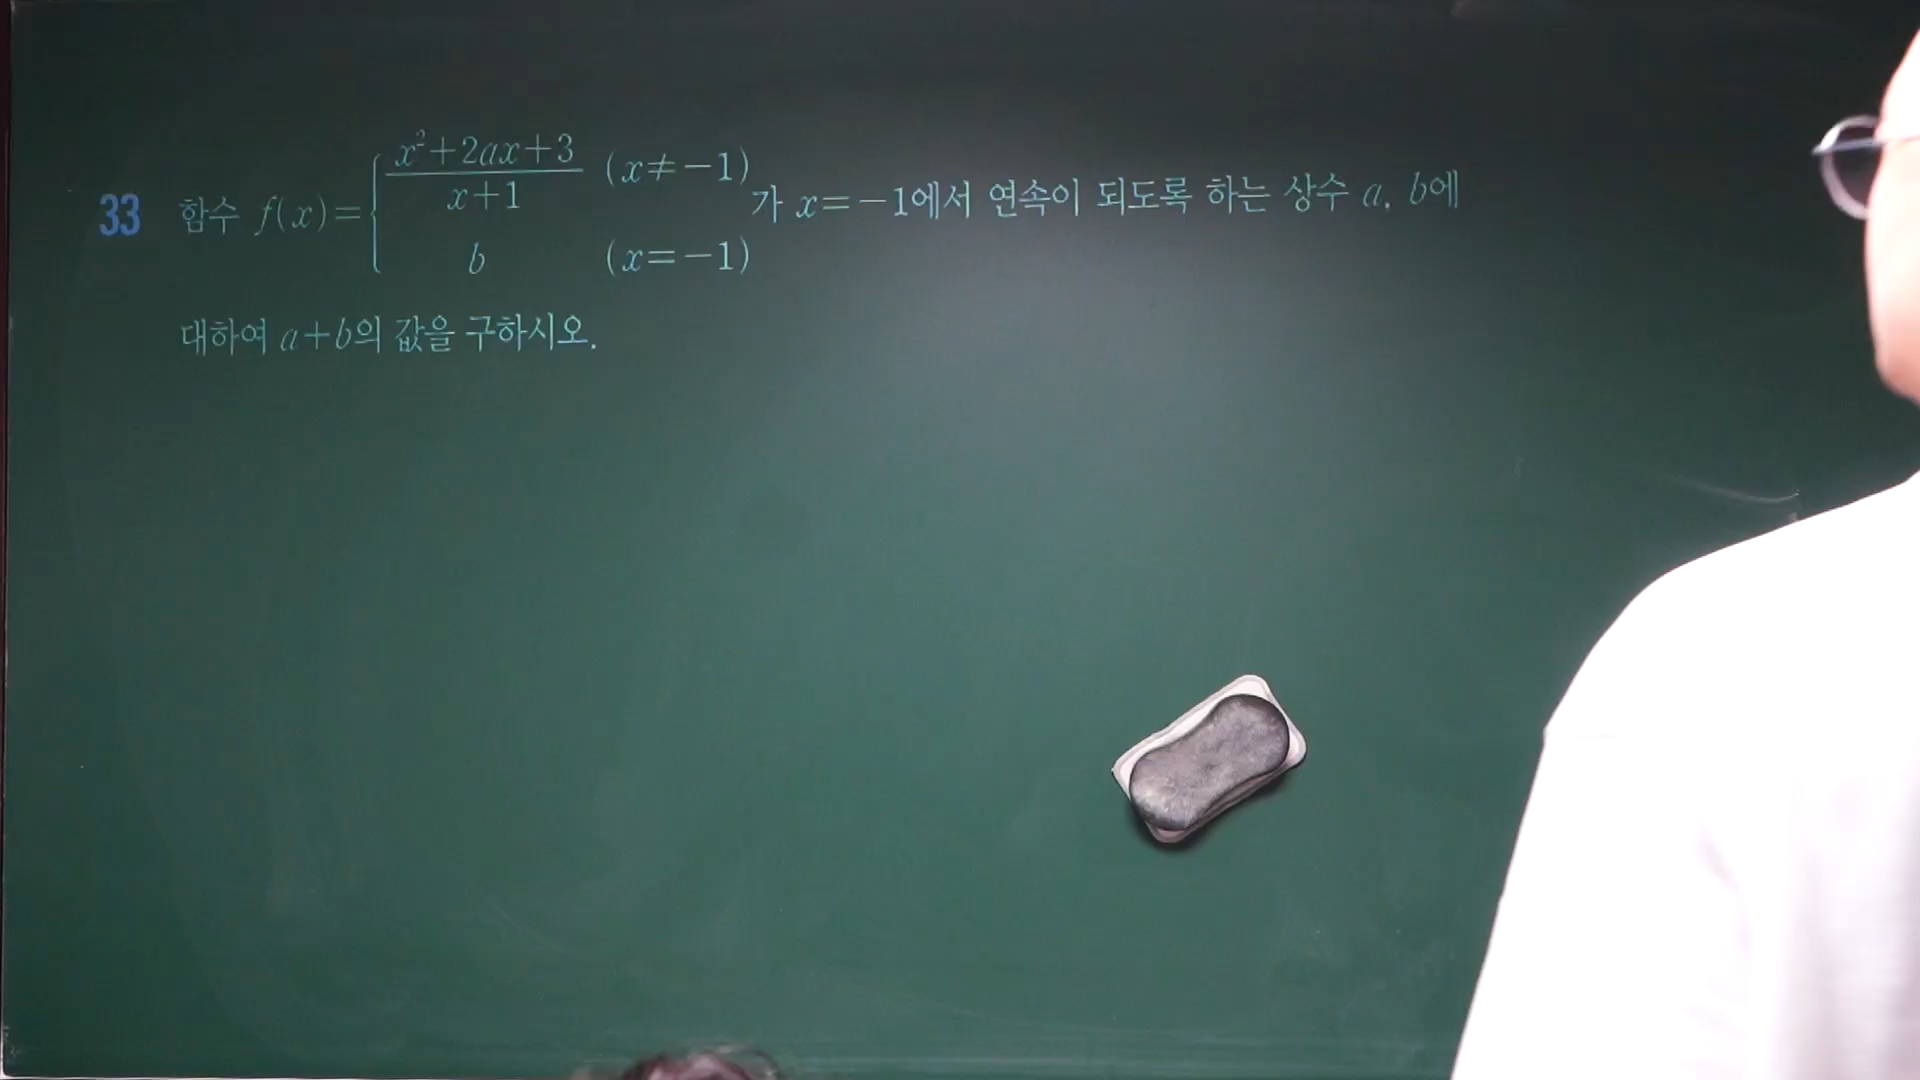 33 함수 f(x)={ (x²+2ax+3)/(x+1) (x≠−1), b (x=−1) 가 x=−1에서 연속이 되도록 하는 상수 a, b에
대하여 a+b의 값을 구하시오.